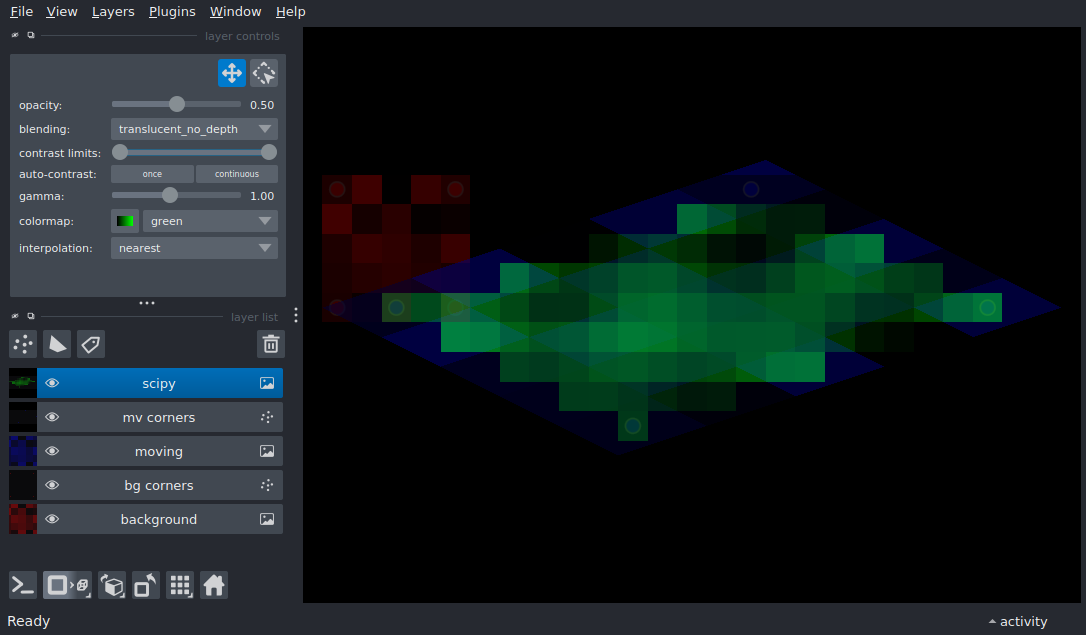 File View Layers Plugins Window Help
layer controls
opacity: 0.50
blending: translucent_no_depth
contrast limits:
auto-contrast: once continuous
gamma: 1.00
colormap: green
interpolation: nearest
layer list
scipy
mv corners
moving
bg corners
background
Ready activity